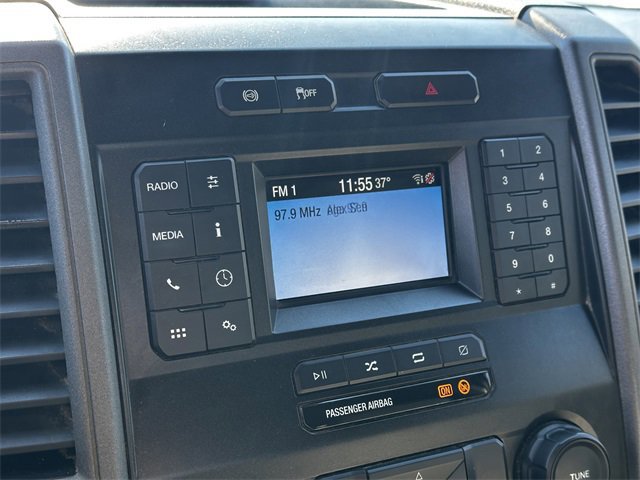 OFF
RADIO
MEDIA
i
FM 1 11:55 37°
97.9 MHz
1 2
3 4
5 6
7 8
9 0
* #
PASSENGER AIRBAG ON
TUNE